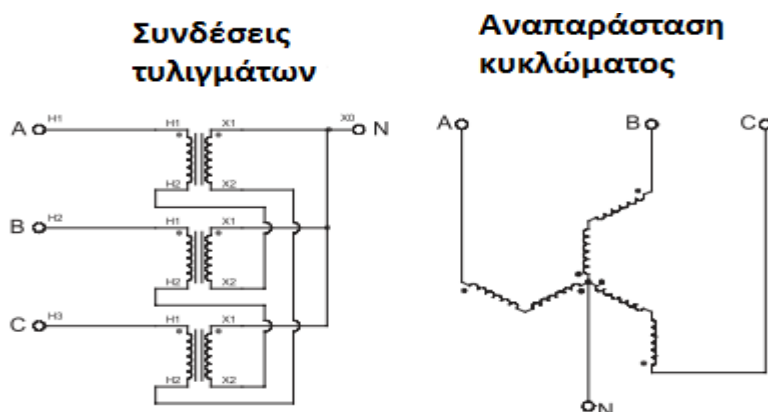 Συνδέσεις
τυλιγμάτων
Αναπαράσταση
κυκλώματος
A H1 H1 X1 X0 N
H2 X2
B H2 H1 X1
H2 X2
C H3 H1 X1
H2 X2
A B C
N